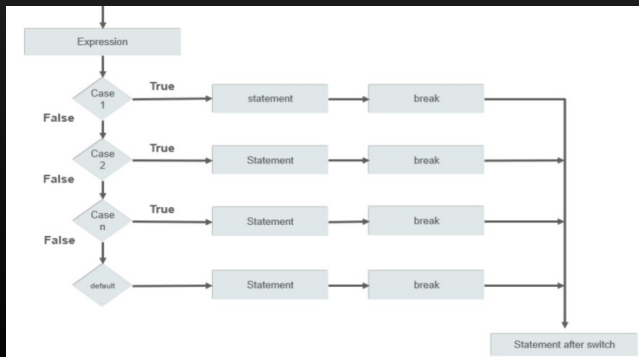 Expression
Case
1
True
statement
break
False
Case
2
True
Statement
break
False
Case
n
True
Statement
break
False
default
Statement
break
Statement after switch